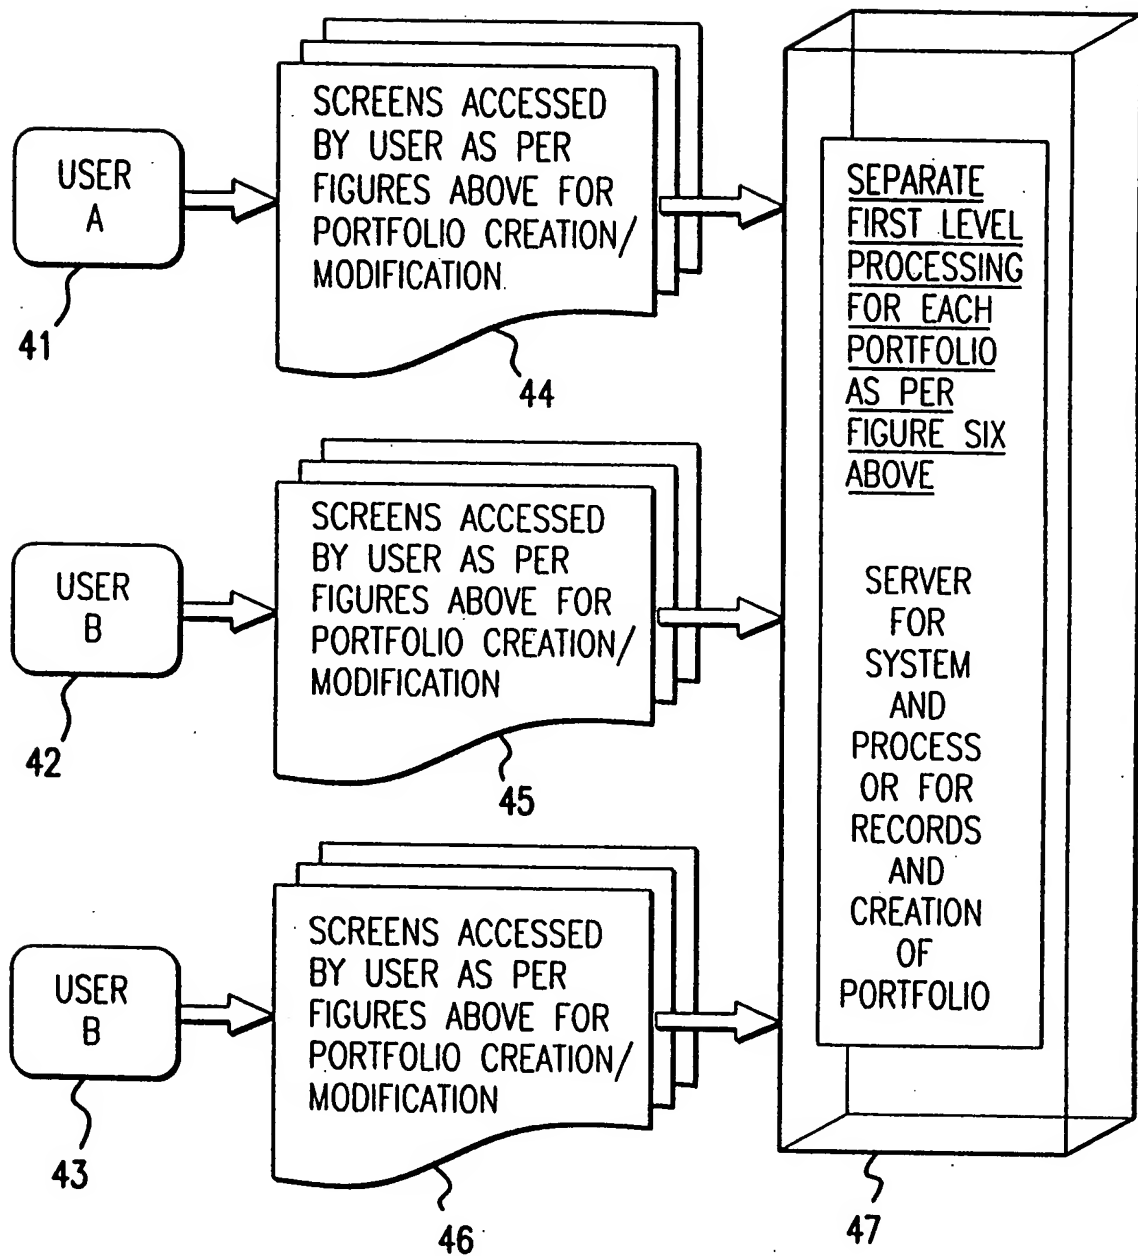 USER
A
41
SCREENS ACCESSED
BY USER AS PER
FIGURES ABOVE FOR
PORTFOLIO CREATION/
MODIFICATION
44
USER
B
42
SCREENS ACCESSED
BY USER AS PER
FIGURES ABOVE FOR
PORTFOLIO CREATION/
MODIFICATION
45
USER
B
43
SCREENS ACCESSED
BY USER AS PER
FIGURES ABOVE FOR
PORTFOLIO CREATION/
MODIFICATION
46
SEPARATE
FIRST LEVEL
PROCESSING
FOR EACH
PORTFOLIO
AS PER
FIGURE SIX
ABOVE
SERVER
FOR
SYSTEM
AND
PROCESS
OR FOR
RECORDS
AND
CREATION
OF
PORTFOLIO
47